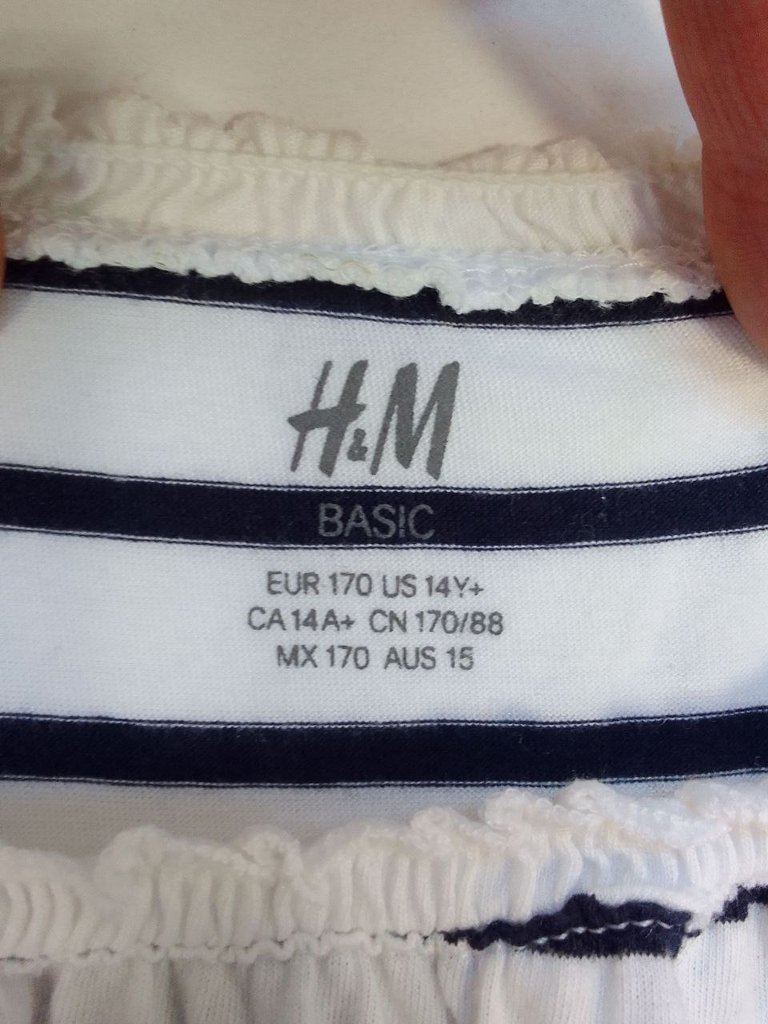 H&M
BASIC
EUR 170 US 14Y+
CA 14A+ CN 170/88
MX 170 AUS 15